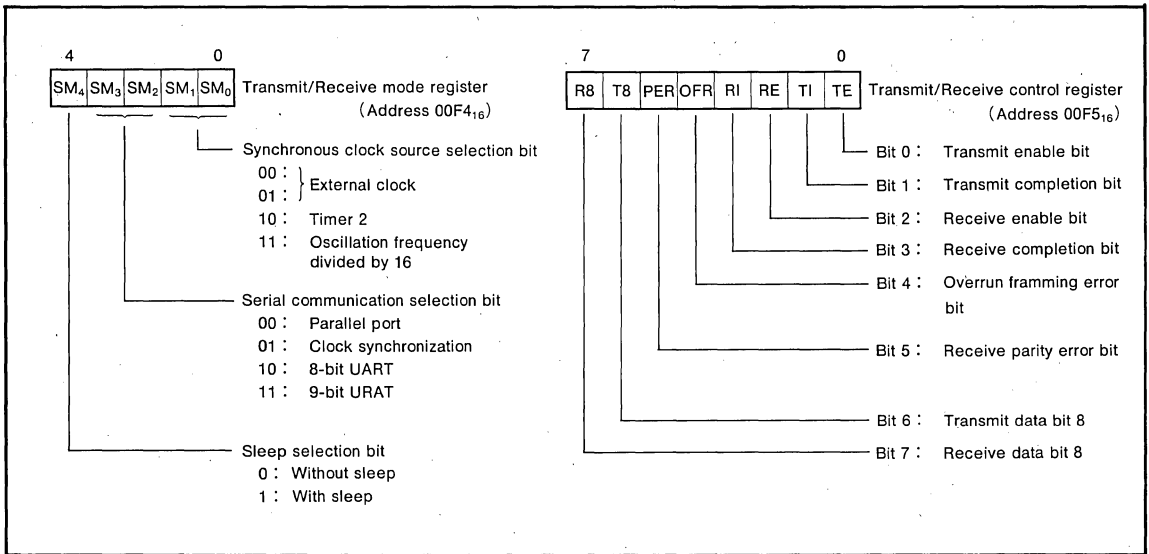 4 0
SM₄ SM₃ SM₂ SM₁ SM₀ Transmit/Receive mode register
(Address 00F4₁₆)
Synchronous clock source selection bit
00 :
01 : } External clock
10 : Timer 2
11 : Oscillation frequency
divided by 16
Serial communication selection bit
00 : Parallel port
01 : Clock synchronization
10 : 8-bit UART
11 : 9-bit URAT
Sleep selection bit
0 : Without sleep
1 : With sleep
7 0
R8 T8 PER OFR RI RE TI TE Transmit/Receive control register
(Address 00F5₁₆)
Bit 0 : Transmit enable bit
Bit 1 : Transmit completion bit
Bit 2 : Receive enable bit
Bit 3 : Receive completion bit
Bit 4 : Overrun framming error
bit
Bit 5 : Receive parity error bit
Bit 6 : Transmit data bit 8
Bit 7 : Receive data bit 8